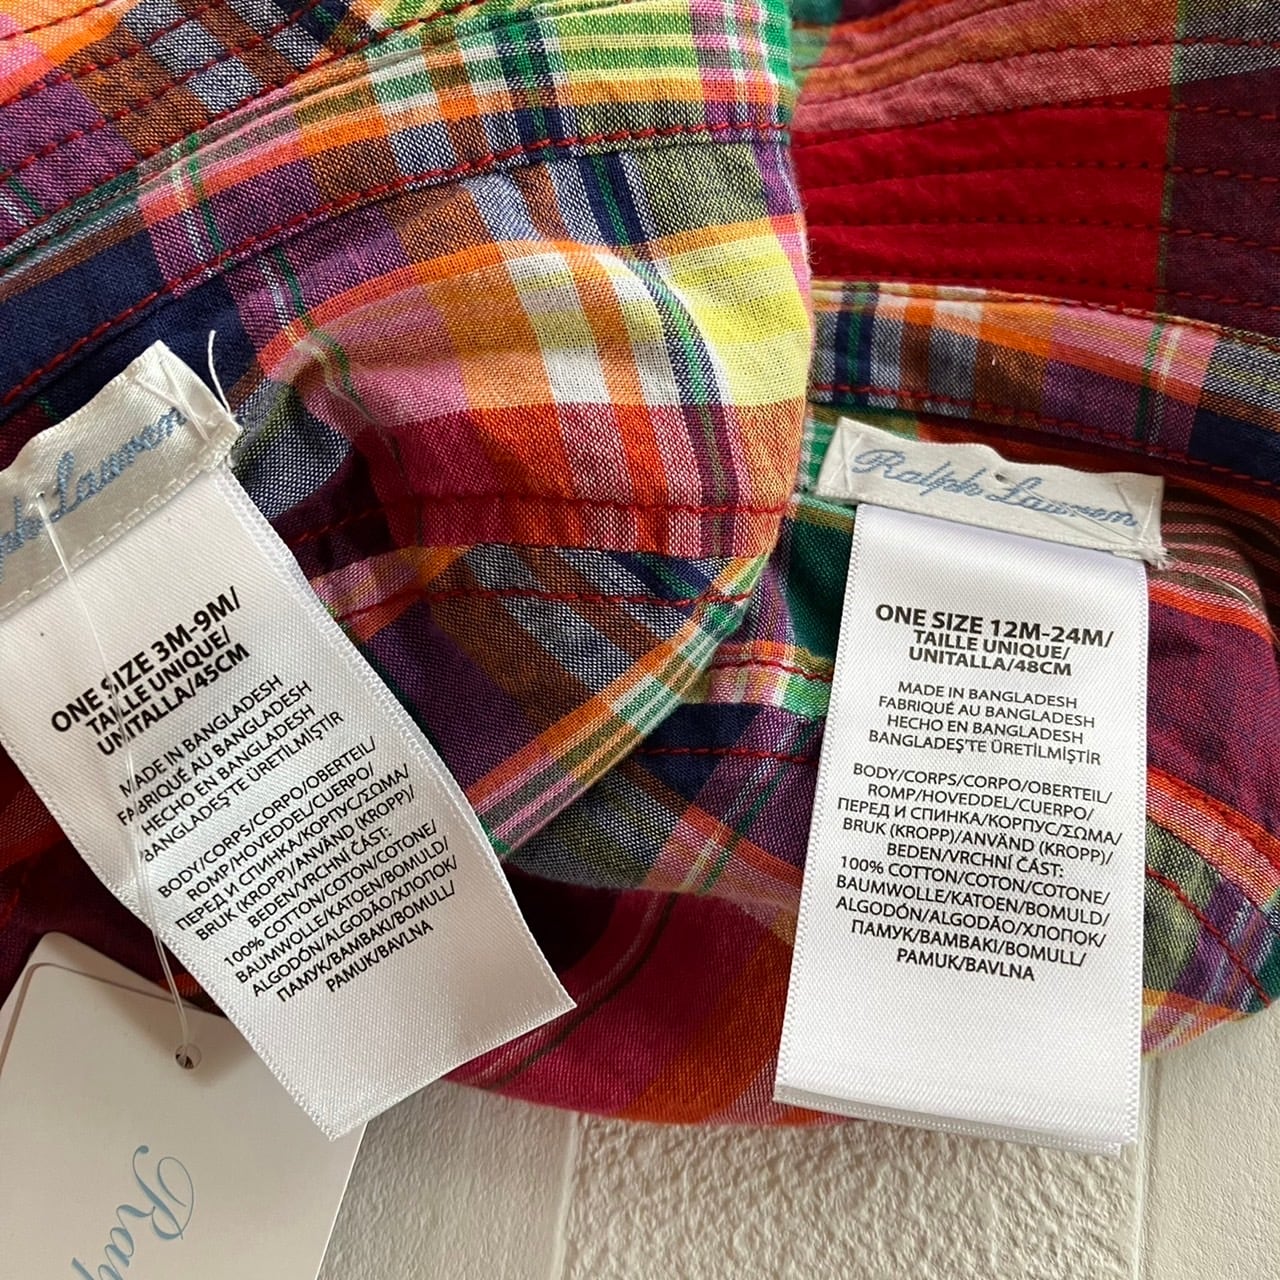 Lauren
ONE SIZE 3M-9M/
TAILLE UNIQUE/
UNITALLA/45CM
MADE IN BANGLADESH
FABRIQUÉ AU BANGLADESH
HECHO EN BANGLADESH
BANGLADEŞ'TE ÜRETİLMİŞTİR
BODY/CORPS/CORPO/OBERTEIL/
ROMP/HOVEDDEL/CUERPO/
ПЕРЕД И СПИНКА/КОРПУС/ΣΩΜΑ/
BRUK (KROPP)/ANVÄND (KROPP)/
BEDEN/VRCHNÍ ČÁST:
100% COTTON/COTON/COTONE/
BAUMWOLLE/KATOEN/BOMULD/
ALGODÓN/ALGODÃO/ХЛОПОК/
ПАМУК/BAMBAKI/BOMULL/
PAMUK/BAVLNA
Ralph Lauren
ONE SIZE 12M-24M/
TAILLE UNIQUE/
UNITALLA/48CM
MADE IN BANGLADESH
FABRIQUÉ AU BANGLADESH
HECHO EN BANGLADESH
BANGLADEŞ'TE ÜRETİLMİŞTİR
BODY/CORPS/CORPO/OBERTEIL/
ROMP/HOVEDDEL/CUERPO/
ПЕРЕД И СПИНКА/КОРПУС/ΣΩΜΑ/
BRUK (KROPP)/ANVÄND (KROPP)/
BEDEN/VRCHNÍ ČÁST:
100% COTTON/COTON/COTONE/
BAUMWOLLE/KATOEN/BOMULD/
ALGODÓN/ALGODÃO/ХЛОПОК/
ПАМУК/BAMBAKI/BOMULL/
PAMUK/BAVLNA